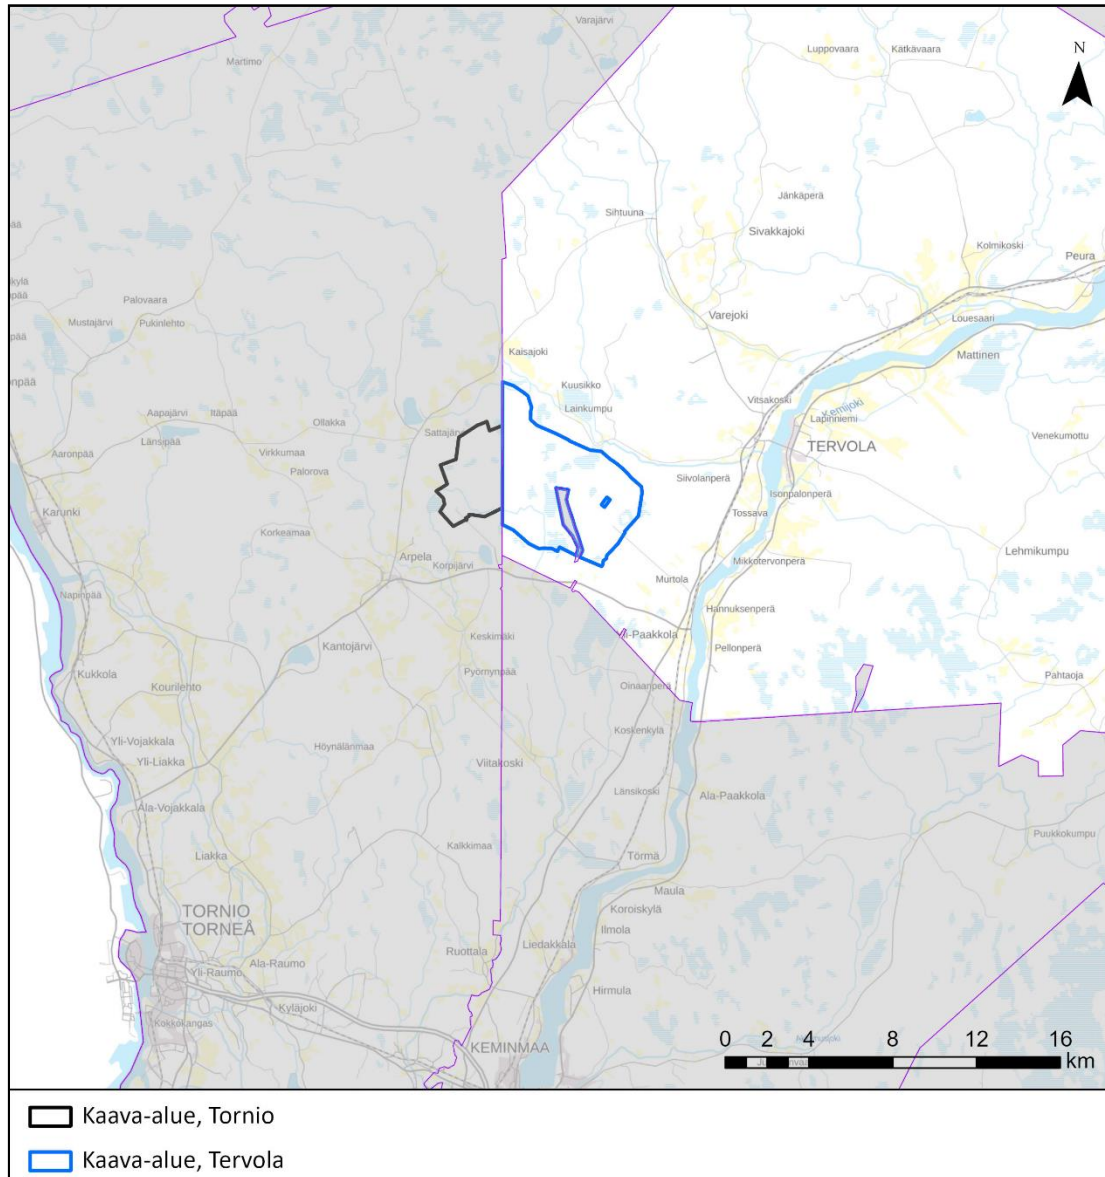 Varajärvi
Luppovaara
Kätkävaara
Martimo
N
Jänkäperä
Sihtuuna
Sivakkajoki
Kolmikoski
Peura
Palovaara
Mustajärvi
Pukinlehto
Varejoki
Louesaari
Mattinen
Kaisajoki
Kuusikko
Lainkumpu
Vitsakoski
Kemijoki
Lapinniemi
Aapajärvi
Itäpää
Länsipää
Ollakka
Sattajärvi
TERVOLA
Venekumottu
Aaronpää
Virkkumaa
Palorova
Siivolanperä
Isonpalonperä
Karunki
Tossava
Korkeamaa
Arpela
Korpijärvi
Mikkotervonperä
Lehmikumpu
Murtola
Napinpää
Hannuksenperä
Keskimäki
i-Paakkola
Kantojärvi
Pellonperä
Kukkola
Pyörnynpää
Oinaanperä
Pahtaoja
Kourilehto
Koskenkylä
Yli-Vojakkala
Höynälänmaa
Viitakoski
Yli-Liakka
Länsikoski
Ala-Paakkola
Ala-Vojakkala
Puukkokumpu
Kalkkimaa
Liakka
Törmä
Maula
Koroiskylä
TORNIO
TORNEÅ
Ilmola
Liedakkala
Ruottala
Ala-Raumo
Yli-Raumo
Hirmula
Kyläjoki
Kokkokangas
KEMINMAA
0 2 4 8 12 16
km
Kaava-alue, Tornio
Kaava-alue, Tervola